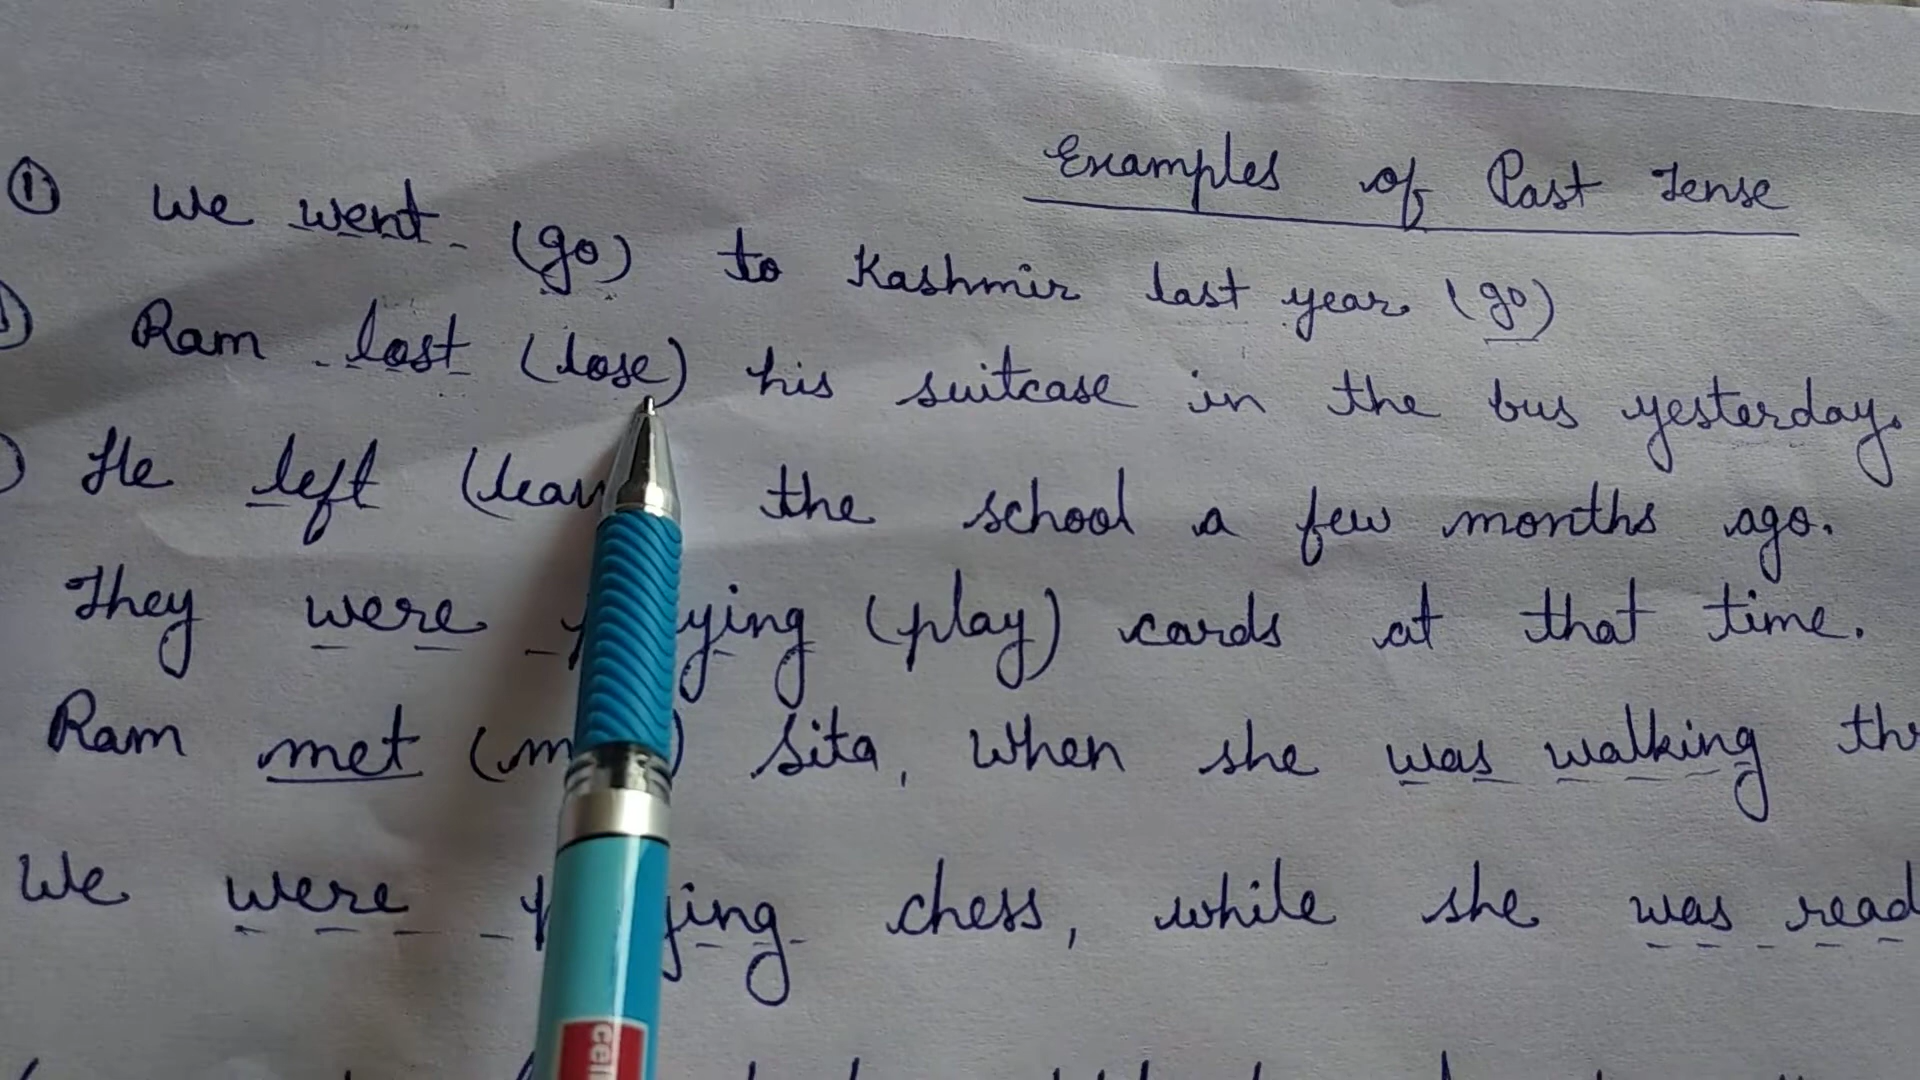 Examples of Past Tense
① We went (go) to Kashmir last year (go)
Ram lost (lose) his suitcase in the bus yesterday.
He left the school a few months ago.
They were (play) cards at that time.
Ram met Sita, when she was walking
We were chess, while she was
cell